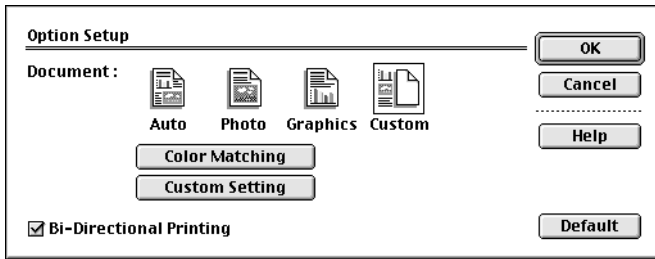 Option Setup
OK
Document :
Cancel
Auto Photo Graphics Custom
Help
Color Matching
Custom Setting
Bi-Directional Printing
Default